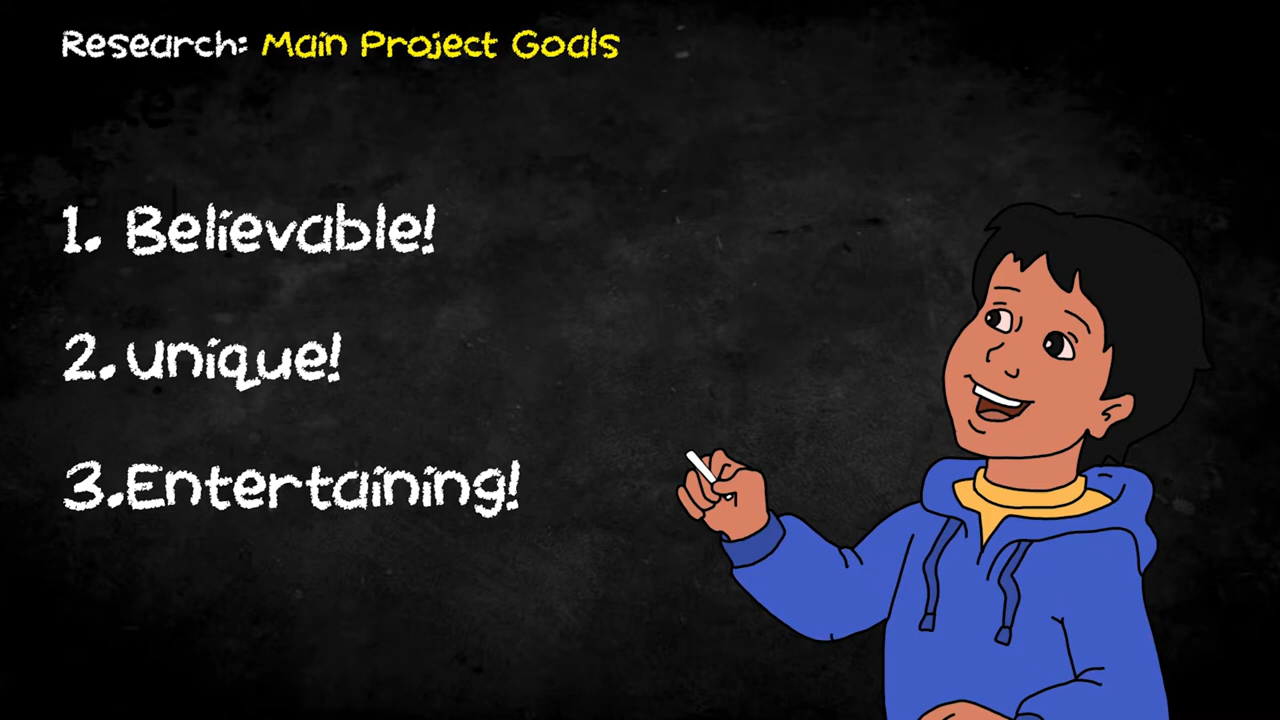 Research: Main Project Goals
1. Believable!
2. unique!
3.Entertaining!